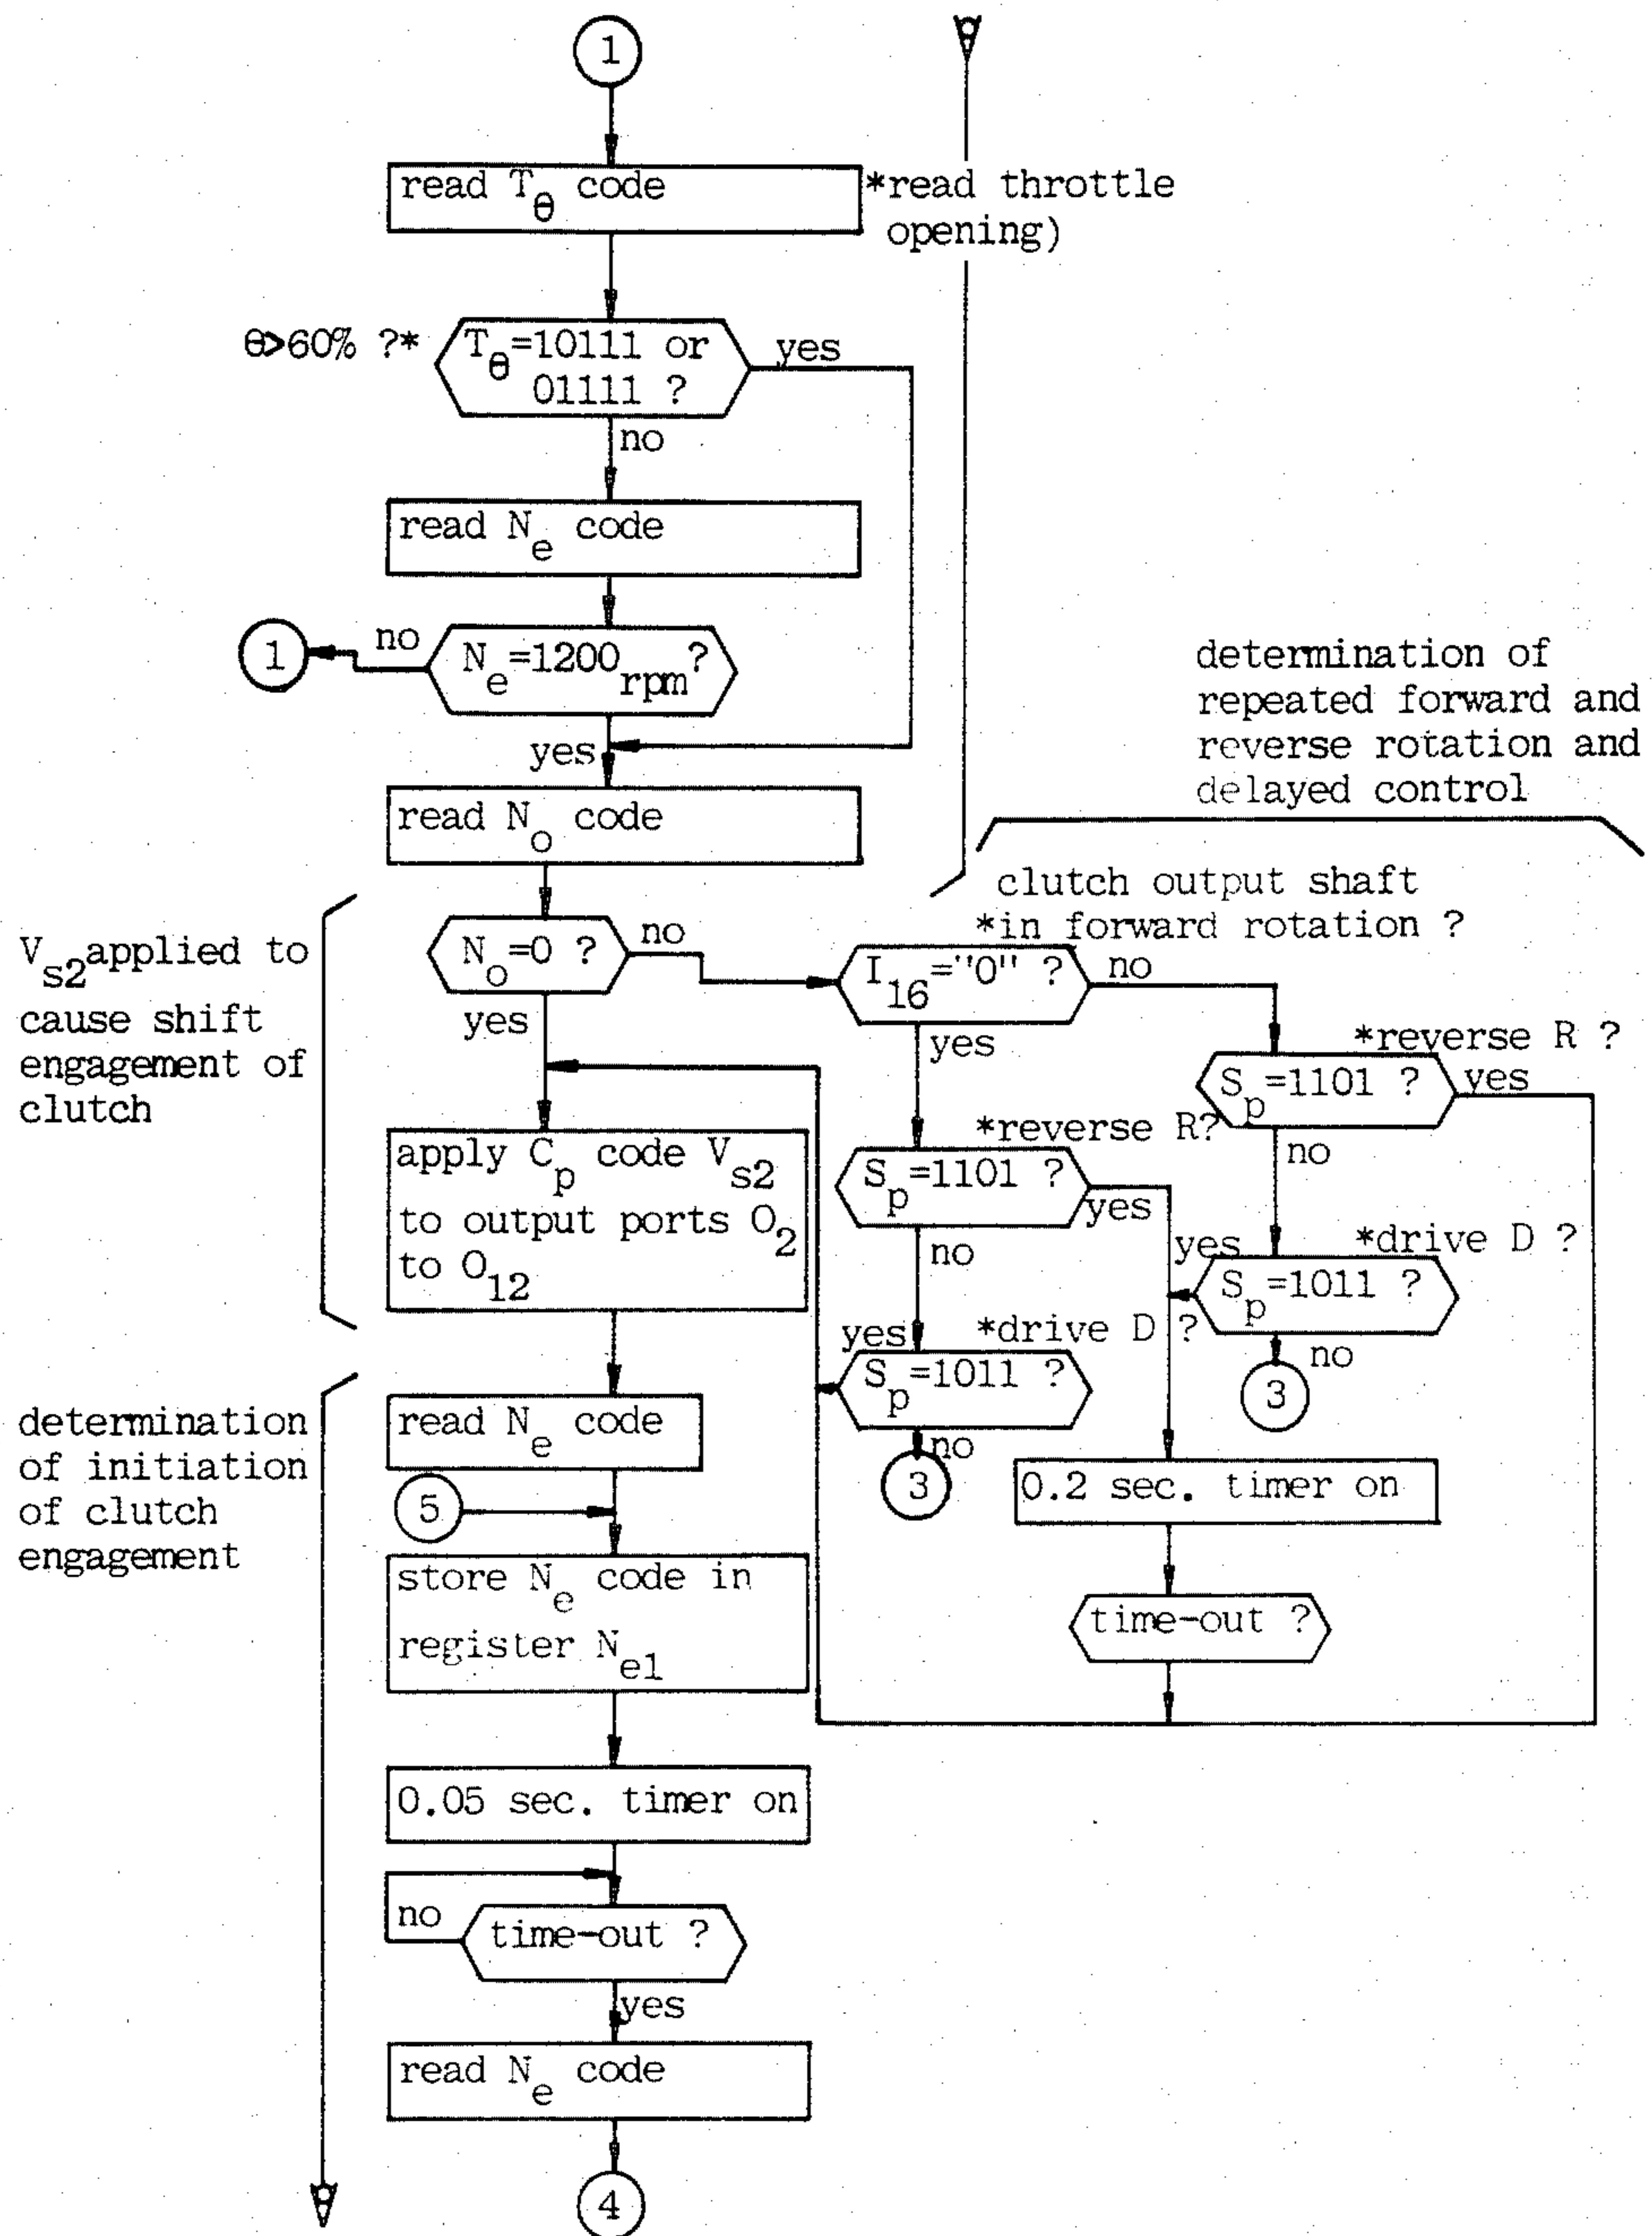 1
read Tθ code
*read throttle
opening)
θ>60% ?*
Tθ=10111 or
01111 ?
yes
no
read Ne code
1
no
Ne=1200rpm?
yes
read No code
determination of
repeated forward and
reverse rotation and
delayed control
Vs2 applied to
cause shift
engagement of
clutch
No=0 ?
no
yes
clutch output shaft
*in forward rotation ?
I16="0" ?
no
yes
*reverse R ?
Sp=1101 ?
yes
no
*reverse R?
Sp=1101 ?
yes
no
apply Cp code Vs2
to output ports O2
to O12
*drive D ?
yes
Sp=1011 ?
no
3
*drive D ?
yes
Sp=1011 ?
no
3
0.2 sec. timer on
time-out ?
determination
of initiation
of clutch
engagement
read Ne code
5
store Ne code in
register Ne1
0.05 sec. timer on
no
time-out ?
yes
read Ne code
4